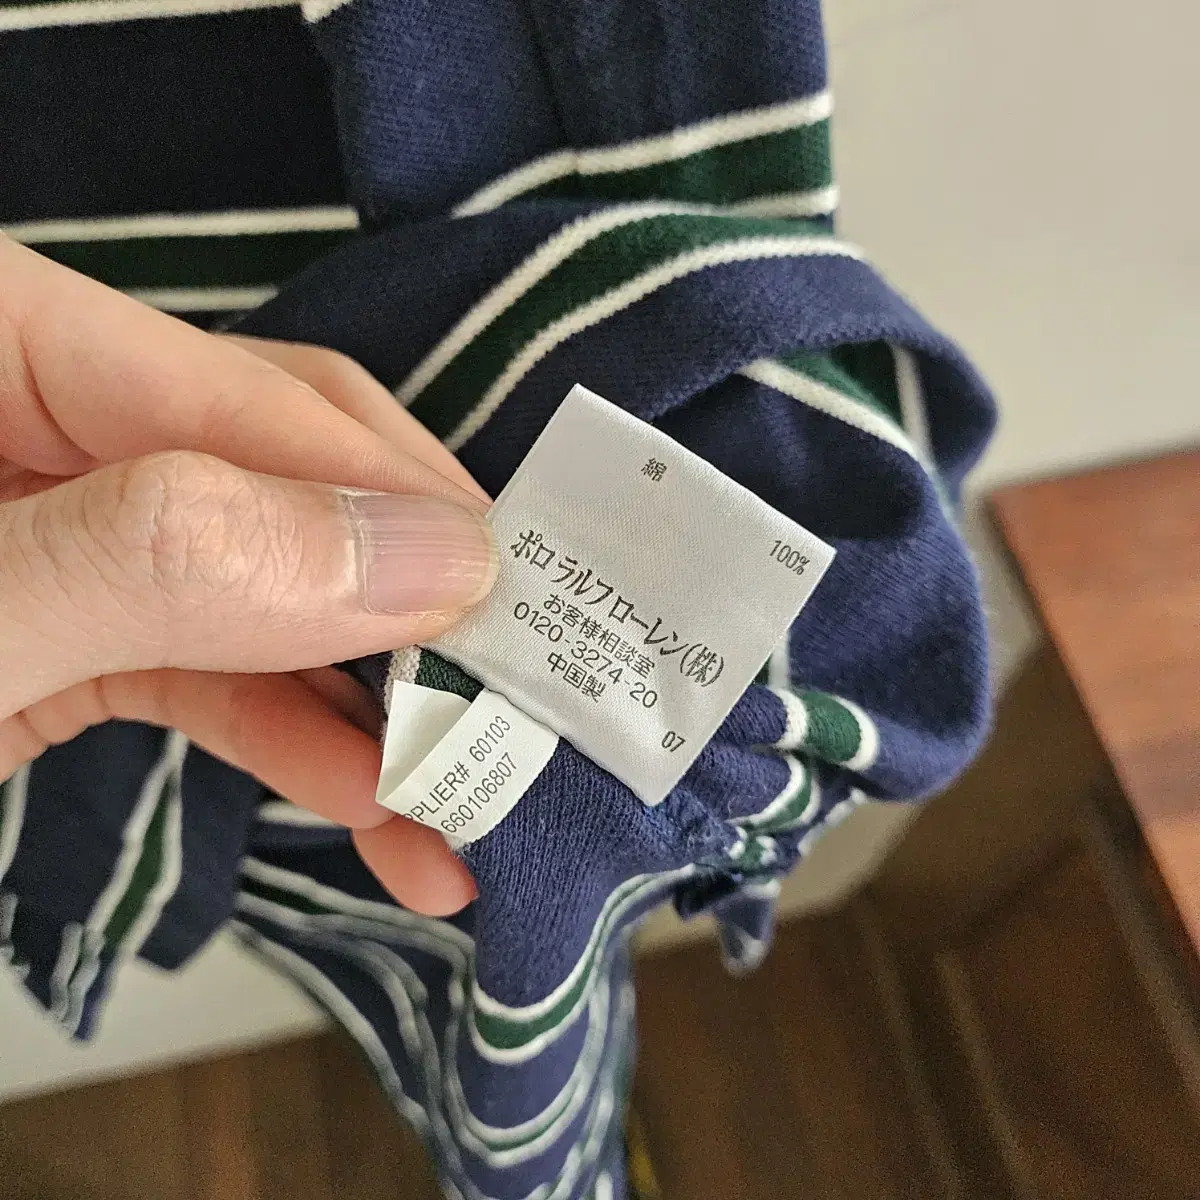 綿 100%
ポロ ラルフ ローレン(株)
お客様相談室
0120-3274-20
中国製
07
PPLIER# 60103
660106807